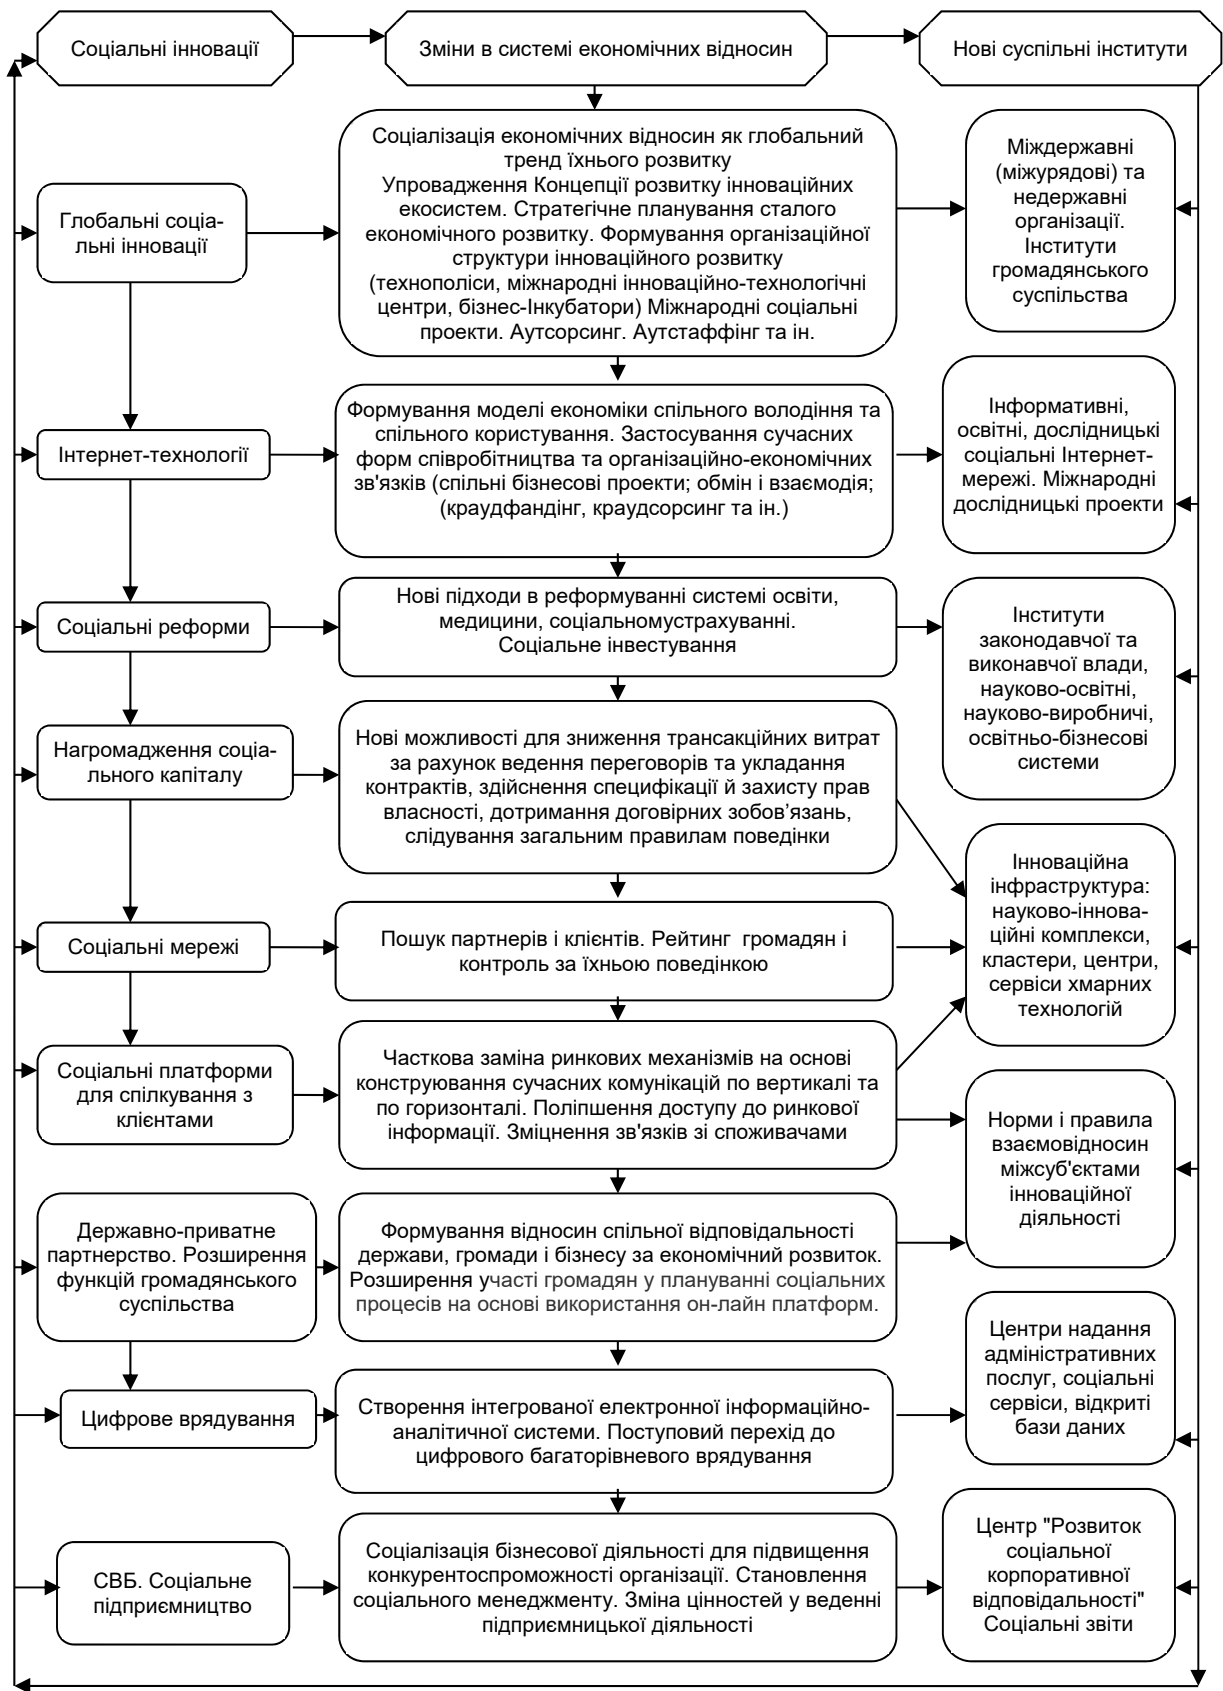 Соціальні інновації
Зміни в системі економічних відносин
Нові суспільні інститути
Глобальні соціа-
льні інновації
Соціалізація економічних відносин як глобальний
тренд їхнього розвитку
Упровадження Концепції розвитку інноваційних
екосистем. Стратегічне планування сталого
економічного розвитку. Формування організаційної
структури інноваційного розвитку
(технополіси, міжнародні інноваційно-технологічні
центри, бізнес-Інкубатори) Міжнародні соціальні
проекти. Аутсорсинг. Аутстаффінг та ін.
Міждержавні
(міжурядові) та
недержавні
організації.
Інститути
громадянського
суспільства
Інтернет-технології
Формування моделі економіки спільного володіння та
спільного користування. Застосування сучасних
форм співробітництва та організаційно-економічних
зв'язків (спільні бізнесові проекти; обмін і взаємодія;
(краудфандінг, краудсорсинг та ін.)
Інформативні,
освітні, дослідницькі
соціальні Інтернет-
мережі. Міжнародні
дослідницькі проекти
Соціальні реформи
Нові підходи в реформуванні системі освіти,
медицини, соціальномустрахуванні.
Соціальне інвестування
Інститути
законодавчої та
виконавчої влади,
науково-освітні,
науково-виробничі,
освітньо-бізнесові
системи
Нагромадження соціа-
льного капіталу
Нові можливості для зниження трансакційних витрат
за рахунок ведення переговорів та укладання
контрактів, здійснення специфікації й захисту прав
власності, дотримання договірних зобов’язань,
слідування загальним правилам поведінки
Інноваційна
інфраструктура:
науково-іннова-
ційні комплекси,
кластери, центри,
сервіси хмарних
технологій
Соціальні мережі
Пошук партнерів і клієнтів. Рейтинг громадян і
контроль за їхньою поведінкою
Соціальні платформи
для спілкування з
клієнтами
Часткова заміна ринкових механізмів на основі
конструювання сучасних комунікацій по вертикалі та
по горизонталі. Поліпшення доступу до ринкової
інформації. Зміцнення зв'язків зі споживачами
Норми і правила
взаємовідносин
міжсуб'єктами
інноваційної
діяльності
Державно-приватне
партнерство. Розширення
функцій громадянського
суспільства
Формування відносин спільної відповідальності
держави, громади і бізнесу за економічний розвиток.
Розширення участі громадян у плануванні соціальних
процесів на основі використання он-лайн платформ.
Цифрове врядування
Створення інтегрованої електронної інформаційно-
аналітичної системи. Поступовий перехід до
цифрового багаторівневого врядування
Центри надання
адміністративних
послуг, соціальні
сервіси, відкриті
бази даних
СВБ. Соціальне
підприємництво
Соціалізація бізнесової діяльності для підвищення
конкурентоспроможності організації. Становлення
соціального менеджменту. Зміна цінностей у веденні
підприємницької діяльності
Центр "Розвиток
соціальної
корпоративної
відповідальності"
Соціальні звіти